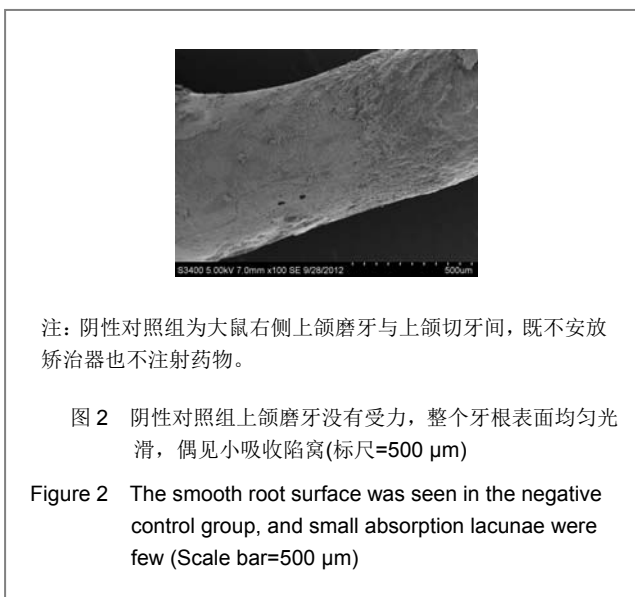 S3400 5.00kV 7.0mm x100 SE 9/28/2012 500um
注：阴性对照组为大鼠右侧上颌磨牙与上颌切牙间，既不安放
矫治器也不注射药物。
图 2 阴性对照组上颌磨牙没有受力，整个牙根表面均匀光
滑，偶见小吸收陷窝(标尺=500 μm)
Figure 2 The smooth root surface was seen in the negative
control group, and small absorption lacunae were
few (Scale bar=500 μm)